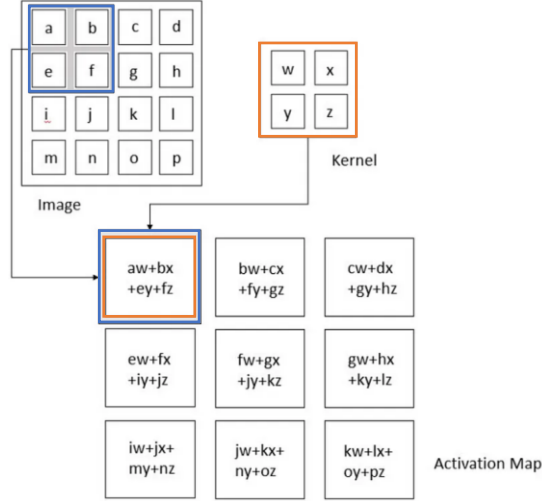 a b c d
e f g h
w x
i j k l
y z
m n o p
Kernel
Image
aw+bx
+ey+fz
bw+cx
+fy+gz
cw+dx
+gy+hz
ew+fx
+iy+jz
fw+gx
+jy+kz
gw+hx
+ky+lz
iw+jx+
my+nz
jw+kx+
ny+oz
kw+lx+
oy+pz
Activation Map